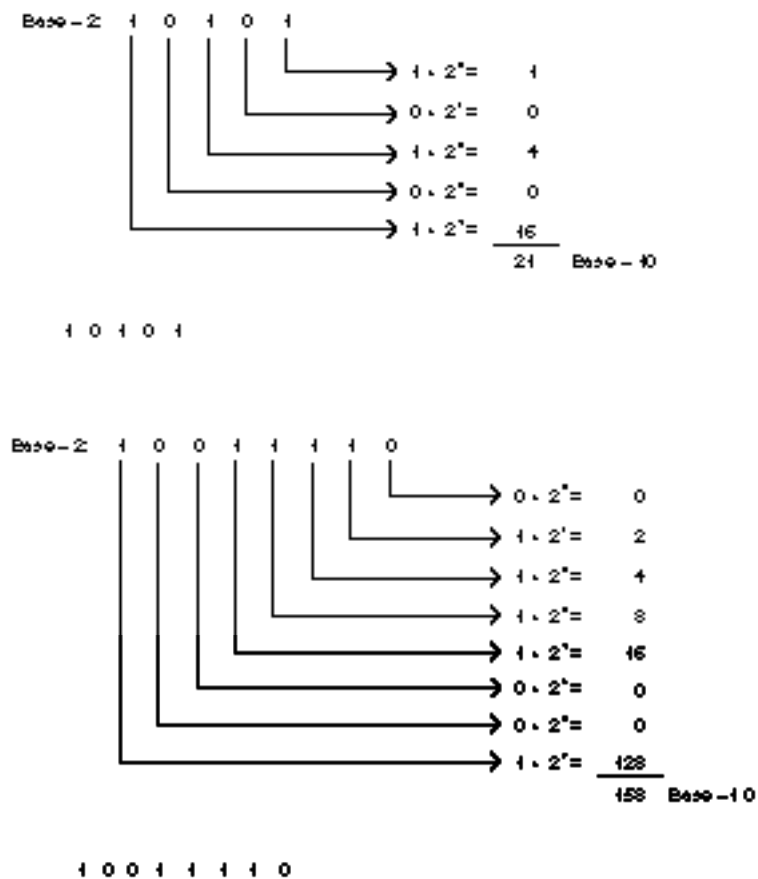 Base-2: 1 0 1 0 1
1 · 2 = 1
0 · 2 = 0
1 · 2 = 4
0 · 2 = 0
1 · 2 = 16
21 Base-10
1 0 1 0 1
Base-2: 1 0 0 1 1 1 1 0
0 · 2 = 0
1 · 2 = 2
1 · 2 = 4
1 · 2 = 8
1 · 2 = 16
0 · 2 = 0
0 · 2 = 0
1 · 2 = 128
158 Base-10
1 0 0 1 1 1 1 0